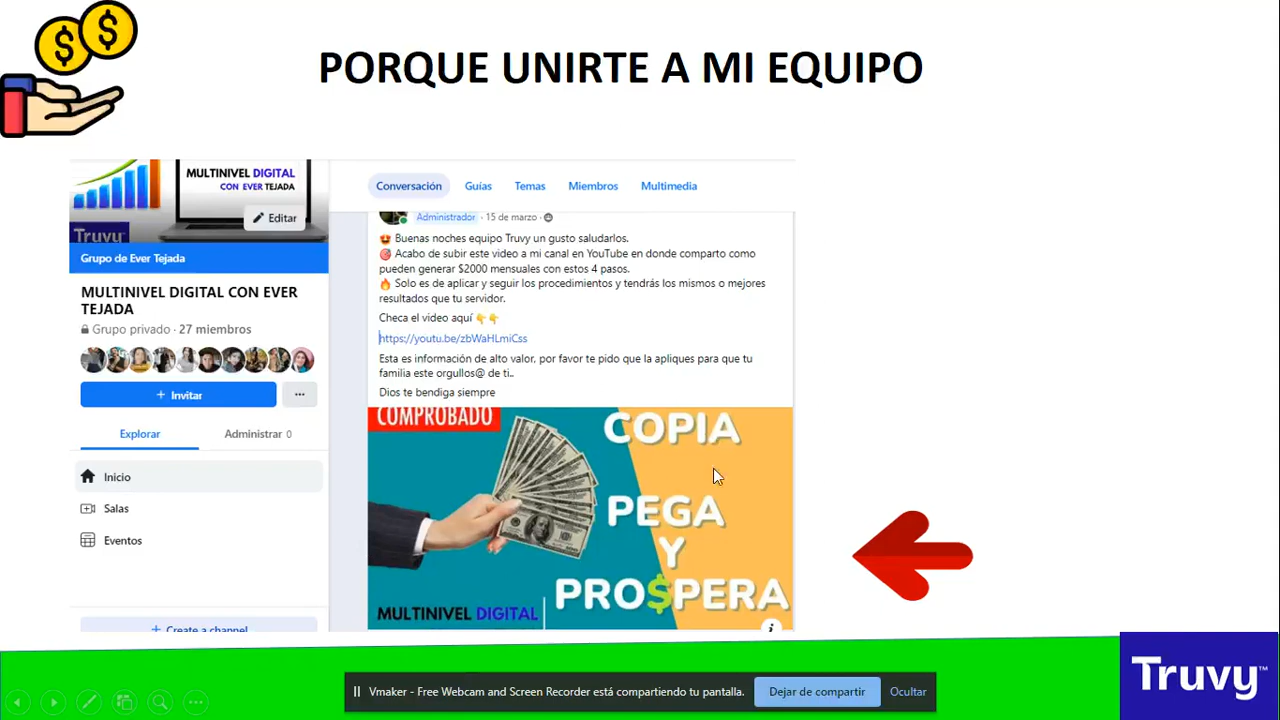 PORQUE UNIRTE A MI EQUIPO
MULTINIVEL DIGITAL
CON EVER TEJADA
Editar
Truvy
Grupo de Ever Tejada
MULTINIVEL DIGITAL CON EVER
TEJADA
Grupo privado · 27 miembros
+ Invitar
Explorar
Administrar 0
Inicio
Salas
Eventos
+ Create a channel
Conversación
Guías
Temas
Miembros
Multimedia
Administrador · 15 de marzo ·
😍 Buenas noches equipo Truvy un gusto saludarlos.
🎯 Acabo de subir este video a mi canal en YouTube en donde comparto como
pueden generar $2000 mensuales con estos 4 pasos.
🔥 Solo es de aplicar y seguir los procedimientos y tendrás los mismos o mejores
resultados que tu servidor.
Checa el video aquí 👇👇
https://youtu.be/zbWaHLmiCss
Esta es información de alto valor, por favor te pido que la apliques para que tu
familia este orgullos@ de ti..
Dios te bendiga siempre
COMPROBADO
COPIA
PEGA
Y
PRO$PERA
MULTINIVEL DIGITAL
Vmaker - Free Webcam and Screen Recorder está compartiendo tu pantalla.
Dejar de compartir
Ocultar
Truvy